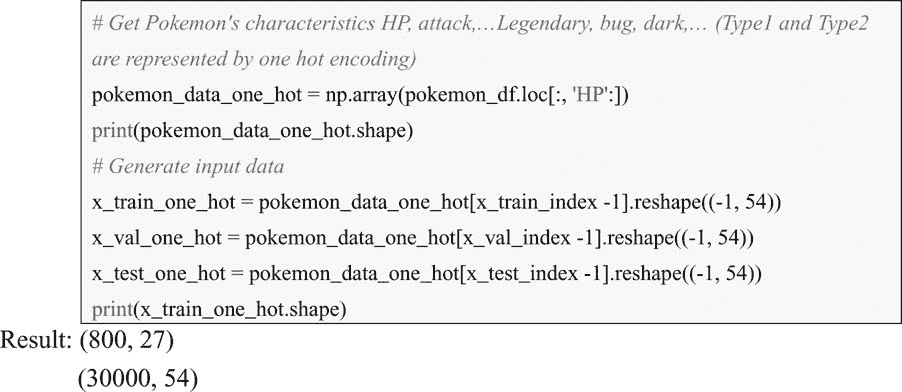 # Get Pokemon's characteristics HP, attack,…Legendary, bug, dark,… (Type1 and Type2
are represented by one hot encoding)
pokemon_data_one_hot = np.array(pokemon_df.loc[:, 'HP':])
print(pokemon_data_one_hot.shape)
# Generate input data
x_train_one_hot = pokemon_data_one_hot[x_train_index -1].reshape((-1, 54))
x_val_one_hot = pokemon_data_one_hot[x_val_index -1].reshape((-1, 54))
x_test_one_hot = pokemon_data_one_hot[x_test_index -1].reshape((-1, 54))
print(x_train_one_hot.shape)
Result: (800, 27)
(30000, 54)